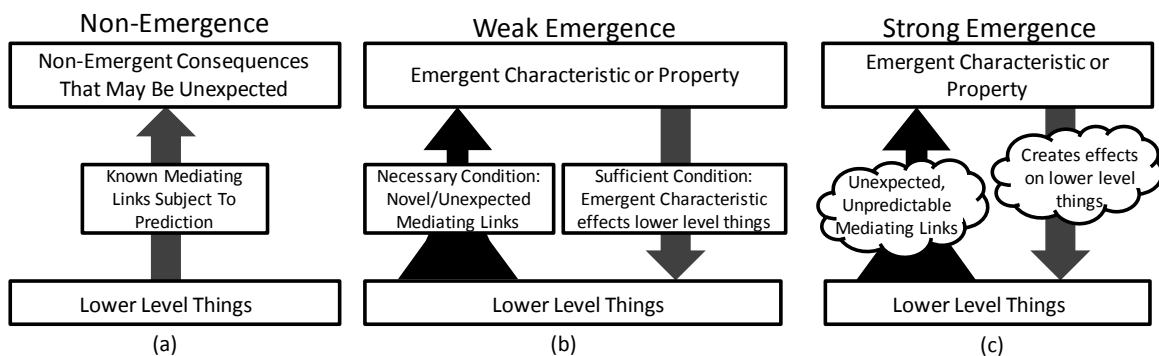 Non-Emergence
Non-Emergent Consequences
That May Be Unexpected
Known Mediating
Links Subject To
Prediction
Lower Level Things
(a)
Weak Emergence
Emergent Characteristic or Property
Necessary Condition:
Novel/Unexpected
Mediating Links
Sufficient Condition:
Emergent Characteristic
effects lower level things
Lower Level Things
(b)
Strong Emergence
Emergent Characteristic or
Property
Unexpected,
Unpredictable
Mediating Links
Creates effects
on lower level
things
Lower Level Things
(c)